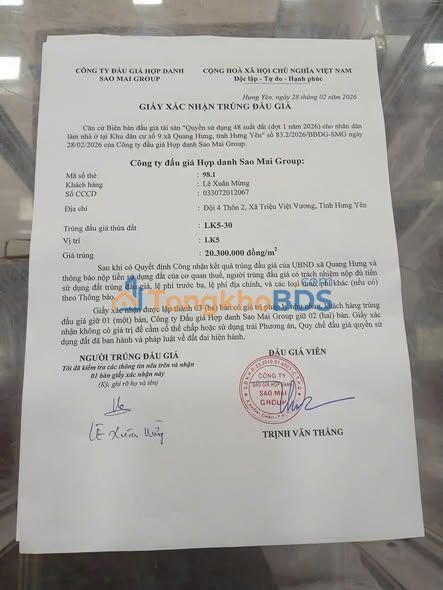 CÔNG TY ĐẤU GIÁ HỢP DANH
SAO MAI GROUP
CỘNG HOÀ XÃ HỘI CHỦ NGHĨA VIỆT NAM
Độc lập - Tự do - Hạnh phúc
Hưng Yên, ngày 28 tháng 02 năm 2026
GIẤY XÁC NHẬN TRÚNG ĐẤU GIÁ
Căn cứ Biên bản đấu giá tài sản "Quyền sử dụng 48 suất đất (đợt 1 năm 2026) cho nhân dân
làm nhà ở tại Khu dân cư số 9 xã Quang Hưng, tỉnh Hưng Yên" số 83.2/2026/BBĐG-SMG ngày
28/02/2026 của Công ty đấu giá Hợp danh Sao Mai Group.
Công ty đấu giá Hợp danh Sao Mai Group:
Mã số thẻ : 98.1
Khách hàng : Lê Xuân Mừng
Số CCCD : 033072012067
Địa chỉ : Đội 4 Thôn 2, Xã Triệu Việt Vương, Tỉnh Hưng Yên
Trúng đấu giá thửa đất : LK5-30
Vị trí : LK5
Giá trúng : 20.300.000 đồng/m²
Sau khi có Quyết định Công nhận kết quả trúng đấu giá của UBND xã Quang Hưng và
thông báo nộp tiền sử dụng đất của cơ quan thuế, người trúng đấu giá có trách nhiệm nộp đủ tiền
sử dụng đất trúng đấu giá, lệ phí trước bạ, lệ phí địa chính, và các loại thuế, phí khác (nếu có)
theo Thông báo.
Giấy xác nhận được lập thành 03 (ba) bản có giá trị pháp lý như nhau, khách hàng trúng
đấu giá giữ 01 (một) bản, Công ty Đấu giá Hợp danh Sao Mai Group giữ 02 (hai) bản. Giấy xác
nhận không có giá trị để cầm cố thế chấp hoặc sử dụng trái Phương án, Quy chế đấu giá quyền sử
dụng đất đã ban hành và pháp luật về đất đai hiện hành.
TổngkhoBDS
.com
NGƯỜI TRÚNG ĐẤU GIÁ
Tôi đã kiểm tra các thông tin nêu trên và nhận
01 bản giấy xác nhận này
(Ký, ghi rõ họ và tên)
ĐẤU GIÁ VIÊN
CÔNG TY
ĐẤU GIÁ HỢP DANH
SAO MAI
GROUP
Lê Xuân Mừng
TRỊNH VĂN THẮNG